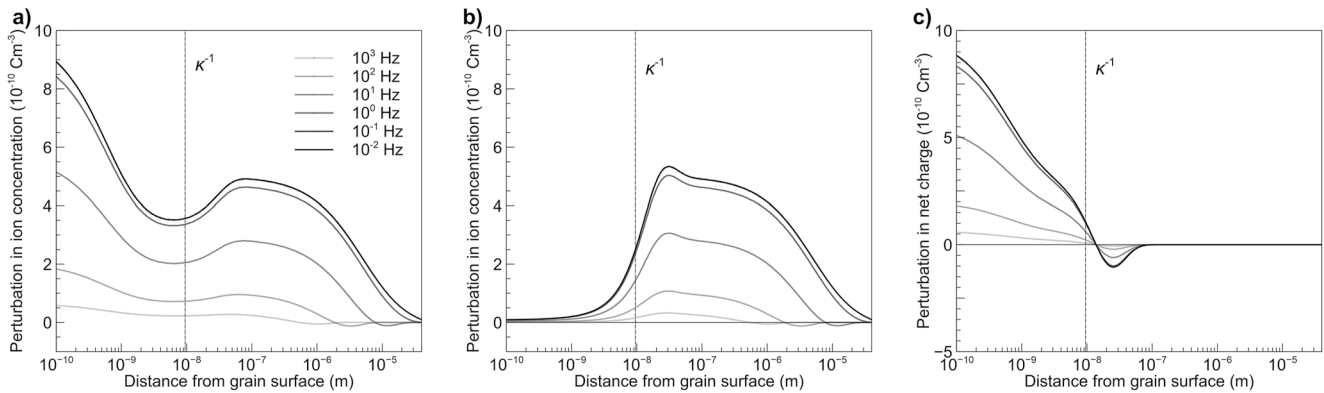 a)
Perturbation in ion concentration (10⁻¹⁰ Cm⁻³)
10
8
6
4
2
0
κ⁻¹
10³ Hz
10² Hz
10¹ Hz
10⁰ Hz
10⁻¹ Hz
10⁻² Hz
10⁻¹⁰ 10⁻⁹ 10⁻⁸ 10⁻⁷ 10⁻⁶ 10⁻⁵
Distance from grain surface (m)
b)
Perturbation in ion concentration (10⁻¹⁰ Cm⁻³)
10
8
6
4
2
0
κ⁻¹
10⁻¹⁰ 10⁻⁹ 10⁻⁸ 10⁻⁷ 10⁻⁶ 10⁻⁵
Distance from grain surface (m)
c)
Perturbation in net charge (10⁻¹⁰ Cm⁻³)
10
5
0
−5
κ⁻¹
10⁻¹⁰ 10⁻⁹ 10⁻⁸ 10⁻⁷ 10⁻⁶ 10⁻⁵
Distance from grain surface (m)